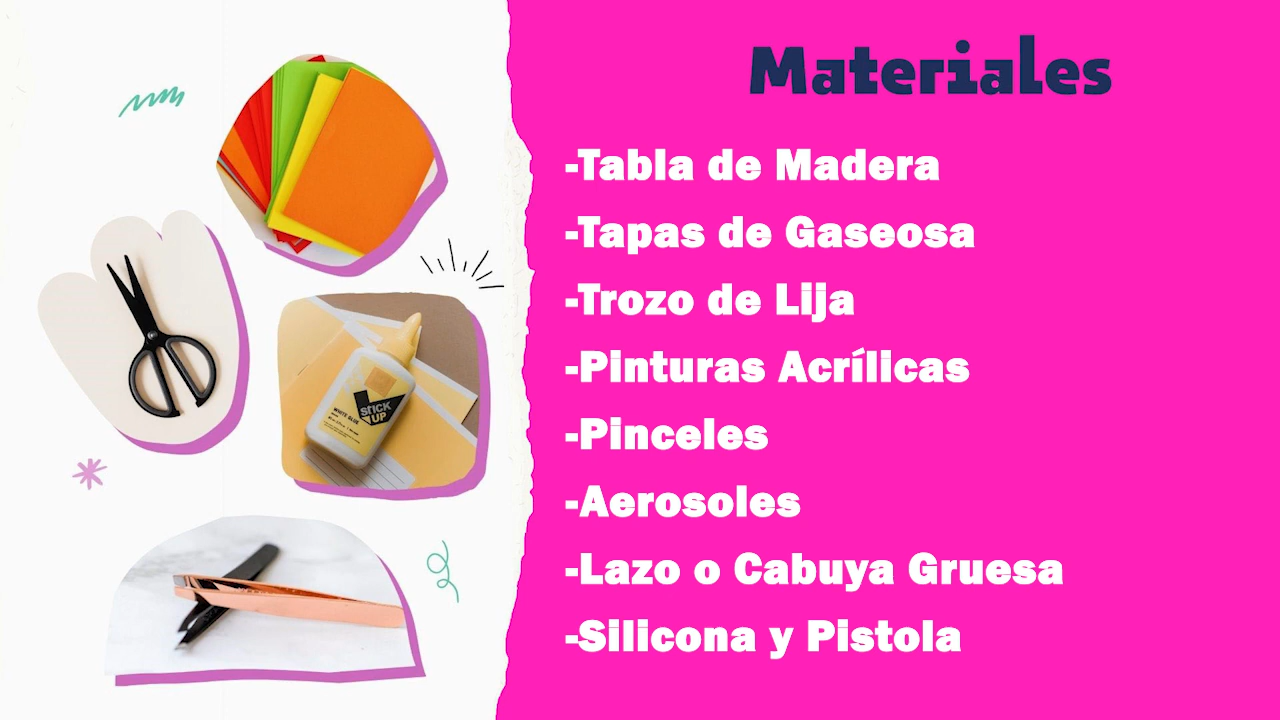 Materiales
-Tabla de Madera
-Tapas de Gaseosa
-Trozo de Lija
-Pinturas Acrílicas
-Pinceles
-Aerosoles
-Lazo o Cabuya Gruesa
-Silicona y Pistola
STICK
UP
WHITE GLUE